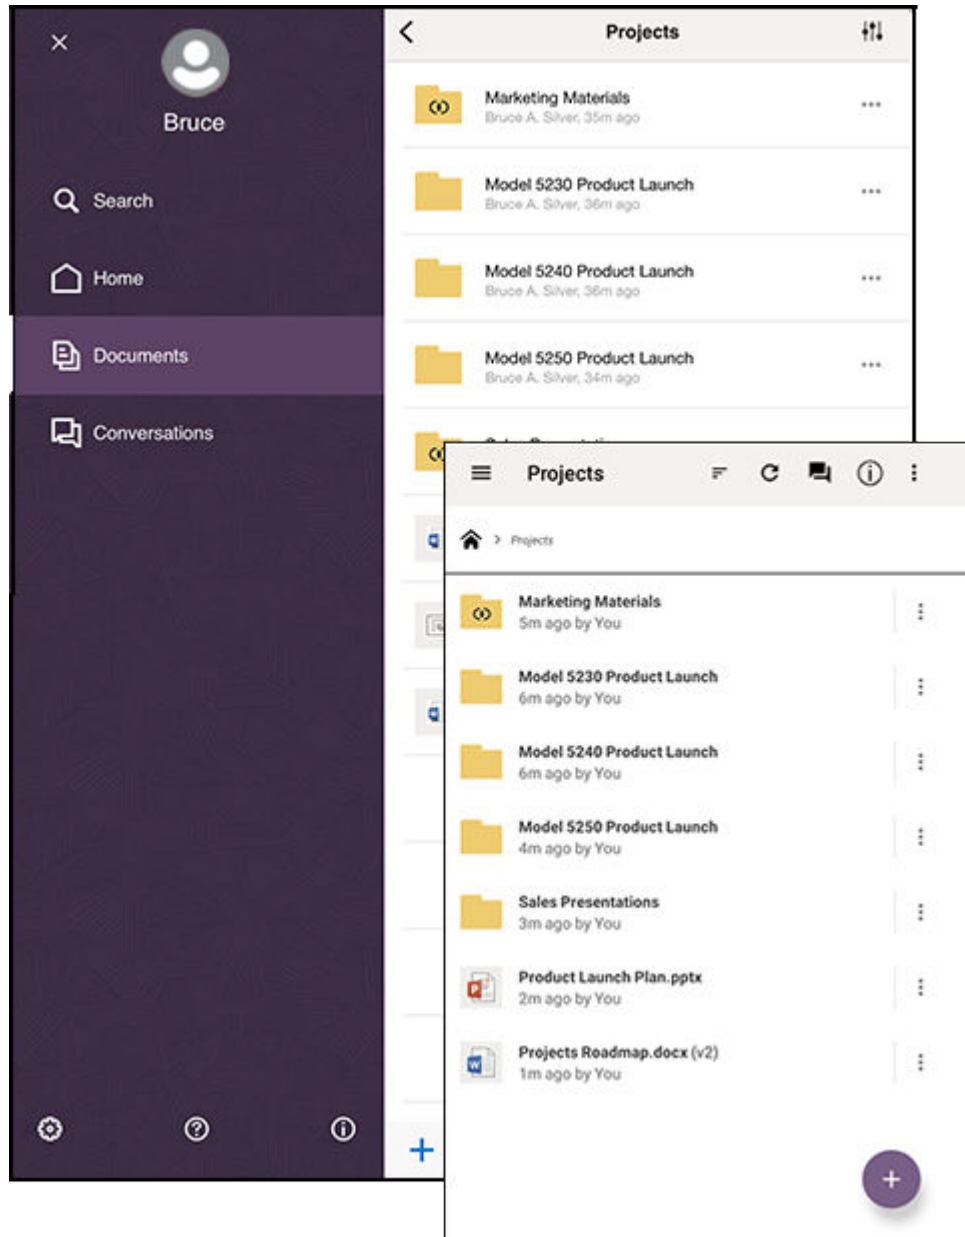 Bruce
Search
Home
Documents
Conversations
Projects
Marketing Materials
Bruce A. Silver, 35m ago
Model 5230 Product Launch
Bruce A. Silver, 36m ago
Model 5240 Product Launch
Bruce A. Silver, 36m ago
Model 5250 Product Launch
Bruce A. Silver, 34m ago
Projects
Projects
Marketing Materials
5m ago by You
Model 5230 Product Launch
6m ago by You
Model 5240 Product Launch
6m ago by You
Model 5250 Product Launch
4m ago by You
Sales Presentations
3m ago by You
Product Launch Plan.pptx
2m ago by You
Projects Roadmap.docx (v2)
1m ago by You